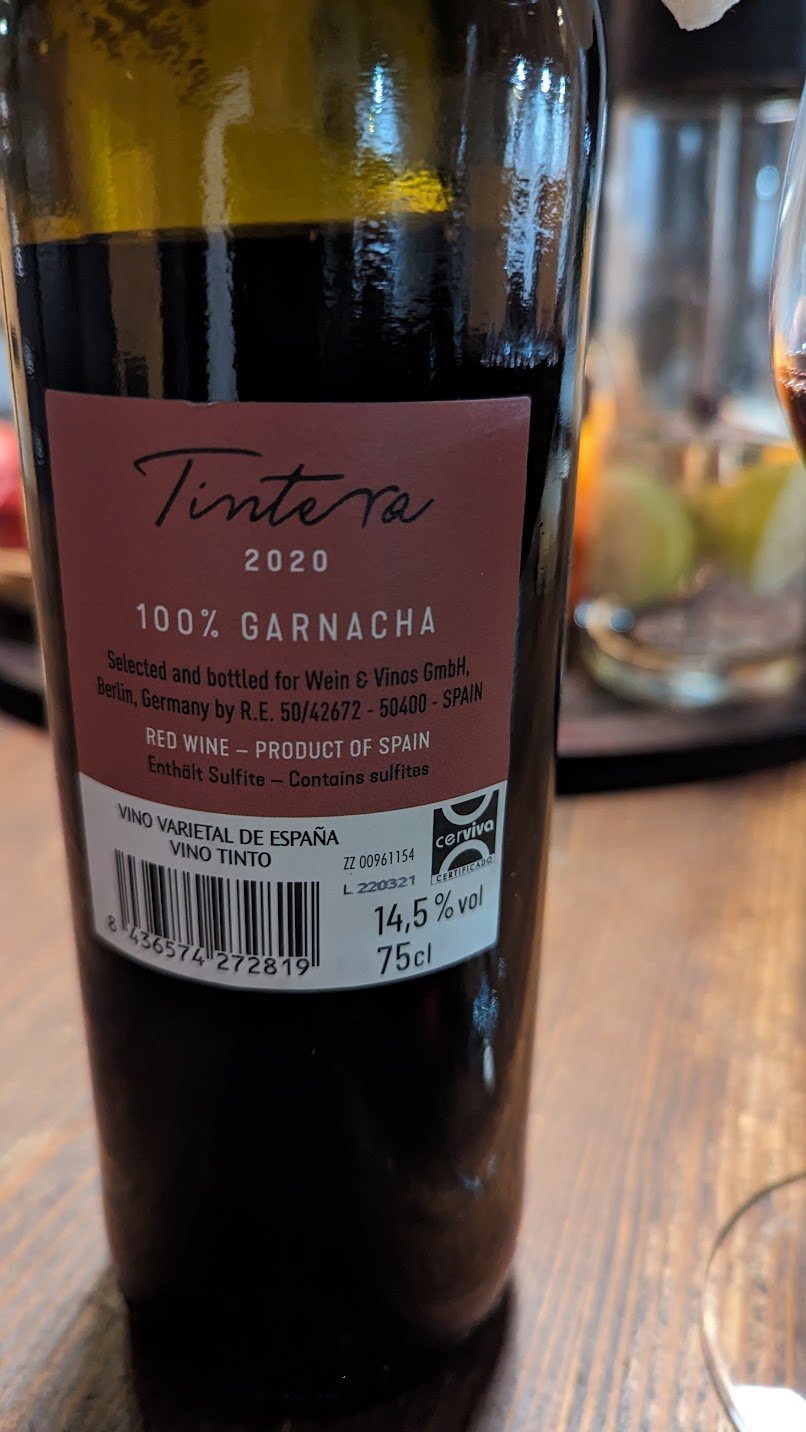 Tintera
2020
100% GARNACHA
Selected and bottled for Wein & Vinos GmbH,
Berlin, Germany by R.E. 50/42672 - 50400 - SPAIN
RED WINE – PRODUCT OF SPAIN
Enthält Sulfite – Contains sulfites
VINO VARIETAL DE ESPAÑA
VINO TINTO
ZZ 00961154
L 220321
cerviva
CERTIFICADO
14,5 % vol
75cl
8 436574 272819